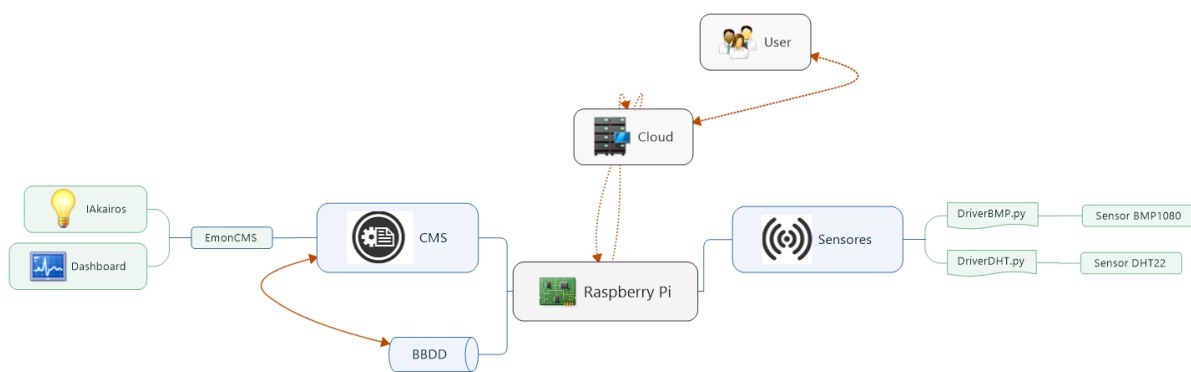 User
Cloud
IAkairos
Dashboard
EmonCMS
CMS
BBDD
Raspberry Pi
Sensores
DriverBMP.py
Sensor BMP1080
DriverDHT.py
Sensor DHT22